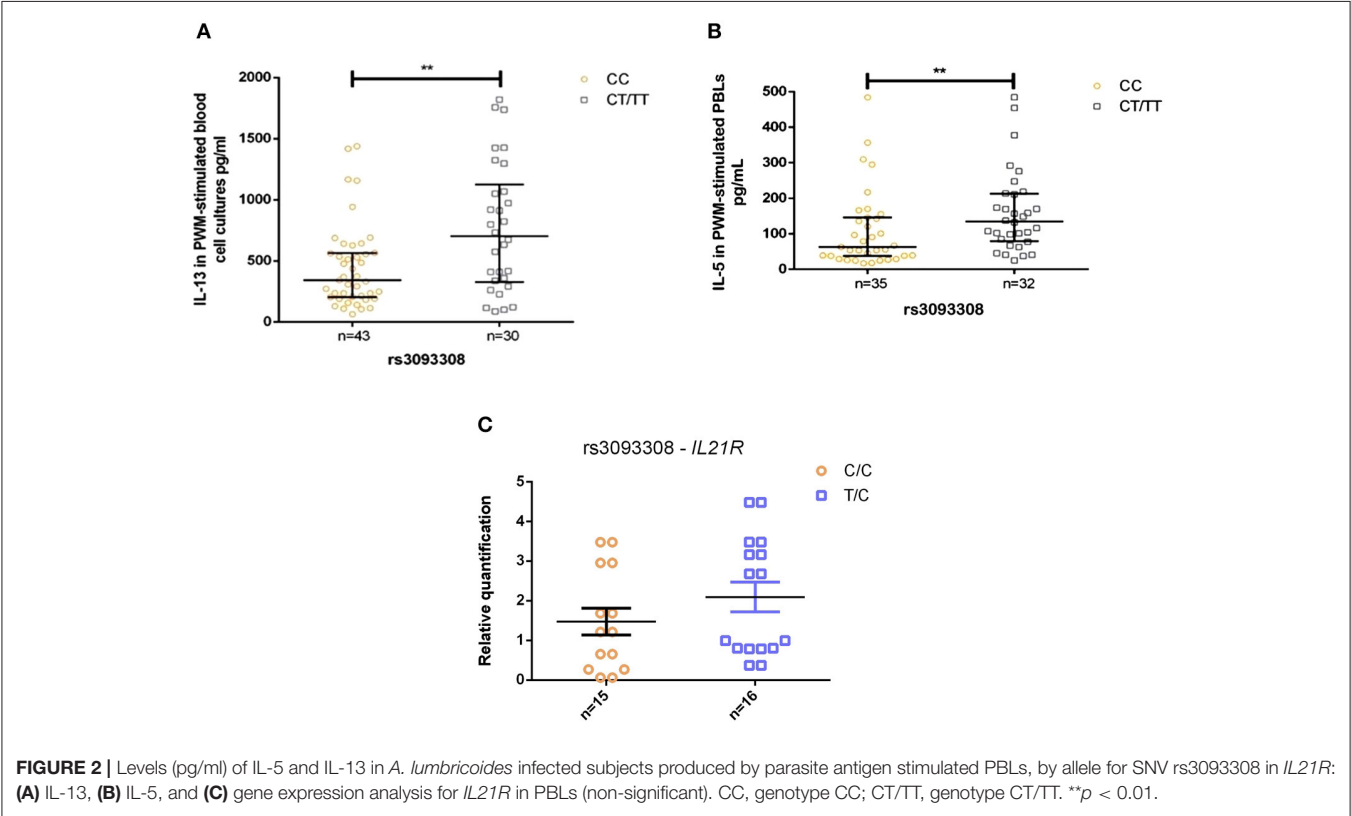 A
IL-13 in PWM-stimulated blood
cell cultures pg/ml
2000
1500
1000
500
0
**
CC
CT/TT
n=43
n=30
rs3093308
B
IL-5 in PWM-stimulated PBLs
pg/mL
500
400
300
200
100
0
**
CC
CT/TT
n=35
n=32
rs3093308
C
rs3093308 - IL21R
Relative quantification
5
4
3
2
1
0
C/C
T/C
n=15
n=16
FIGURE 2 | Levels (pg/ml) of IL-5 and IL-13 in A. lumbricoides infected subjects produced by parasite antigen stimulated PBLs, by allele for SNV rs3093308 in IL21R:
(A) IL-13, (B) IL-5, and (C) gene expression analysis for IL21R in PBLs (non-significant). CC, genotype CC; CT/TT, genotype CT/TT. **p < 0.01.